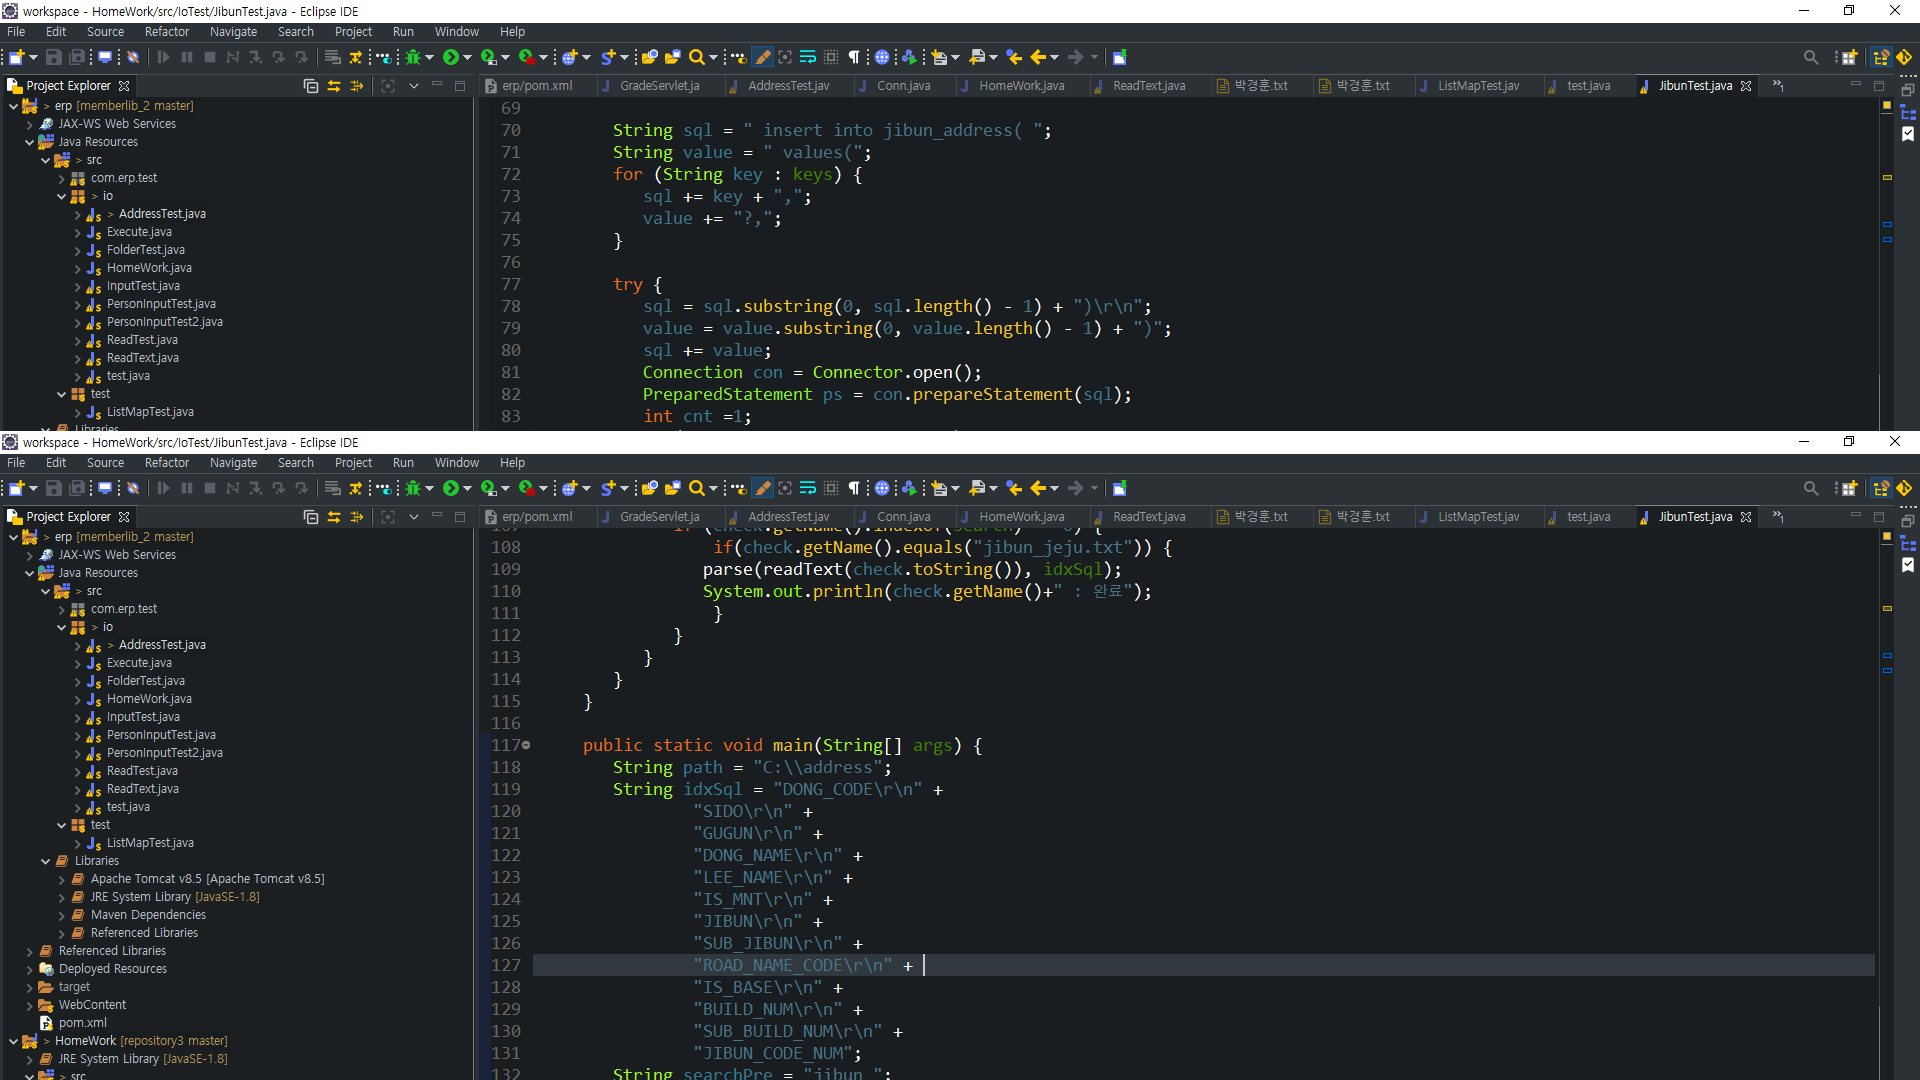 workspace - HomeWork/src/IoTest/JibunTest.java - Eclipse IDE
File Edit Source Refactor Navigate Search Project Run Window Help
Project Explorer
erp/pom.xml GradeServlet.ja AddressTest.jav Conn.java HomeWork.java ReadText.java 박경훈.txt 박경훈.txt ListMapTest.jav test.java JibunTest.java »1
> erp [memberlib_2 master]
JAX-WS Web Services
Java Resources
> src
com.erp.test
> io
> AddressTest.java
Execute.java
FolderTest.java
HomeWork.java
InputTest.java
PersonInputTest.java
PersonInputTest2.java
ReadTest.java
ReadText.java
test.java
test
ListMapTest.java
Libraries
69
70 String sql = " insert into jibun_address( ";
71 String value = " values(";
72 for (String key : keys) {
73 sql += key + ",";
74 value += "?,";
75 }
76
77 try {
78 sql = sql.substring(0, sql.length() - 1) + ")\r\n";
79 value = value.substring(0, value.length() - 1) + ")";
80 sql += value;
81 Connection con = Connector.open();
82 PreparedStatement ps = con.prepareStatement(sql);
83 int cnt =1;
workspace - HomeWork/src/IoTest/JibunTest.java - Eclipse IDE
File Edit Source Refactor Navigate Search Project Run Window Help
Project Explorer
erp/pom.xml GradeServlet.ja AddressTest.jav Conn.java HomeWork.java ReadText.java 박경훈.txt 박경훈.txt ListMapTest.jav test.java JibunTest.java »1
> erp [memberlib_2 master]
JAX-WS Web Services
Java Resources
> src
com.erp.test
> io
> AddressTest.java
Execute.java
FolderTest.java
HomeWork.java
InputTest.java
PersonInputTest.java
PersonInputTest2.java
ReadTest.java
ReadText.java
test.java
test
ListMapTest.java
Libraries
Apache Tomcat v8.5 [Apache Tomcat v8.5]
JRE System Library [JavaSE-1.8]
Maven Dependencies
Referenced Libraries
Referenced Libraries
Deployed Resources
target
WebContent
pom.xml
> HomeWork [repository3 master]
JRE System Library [JavaSE-1.8]
> src
108 if(check.getName().equals("jibun_jeju.txt")) {
109 parse(readText(check.toString()), idxSql);
110 System.out.println(check.getName()+" : 완료");
111 }
112 }
113 }
114 }
115 }
116
117 public static void main(String[] args) {
118 String path = "C:\\address";
119 String idxSql = "DONG_CODE\r\n" +
120 "SIDO\r\n" +
121 "GUGUN\r\n" +
122 "DONG_NAME\r\n" +
123 "LEE_NAME\r\n" +
124 "IS_MNT\r\n" +
125 "JIBUN\r\n" +
126 "SUB_JIBUN\r\n" +
127 "ROAD_NAME_CODE\r\n" +
128 "IS_BASE\r\n" +
129 "BUILD_NUM\r\n" +
130 "SUB_BUILD_NUM\r\n" +
131 "JIBUN_CODE_NUM";
132 String searchPre = "jibun_";